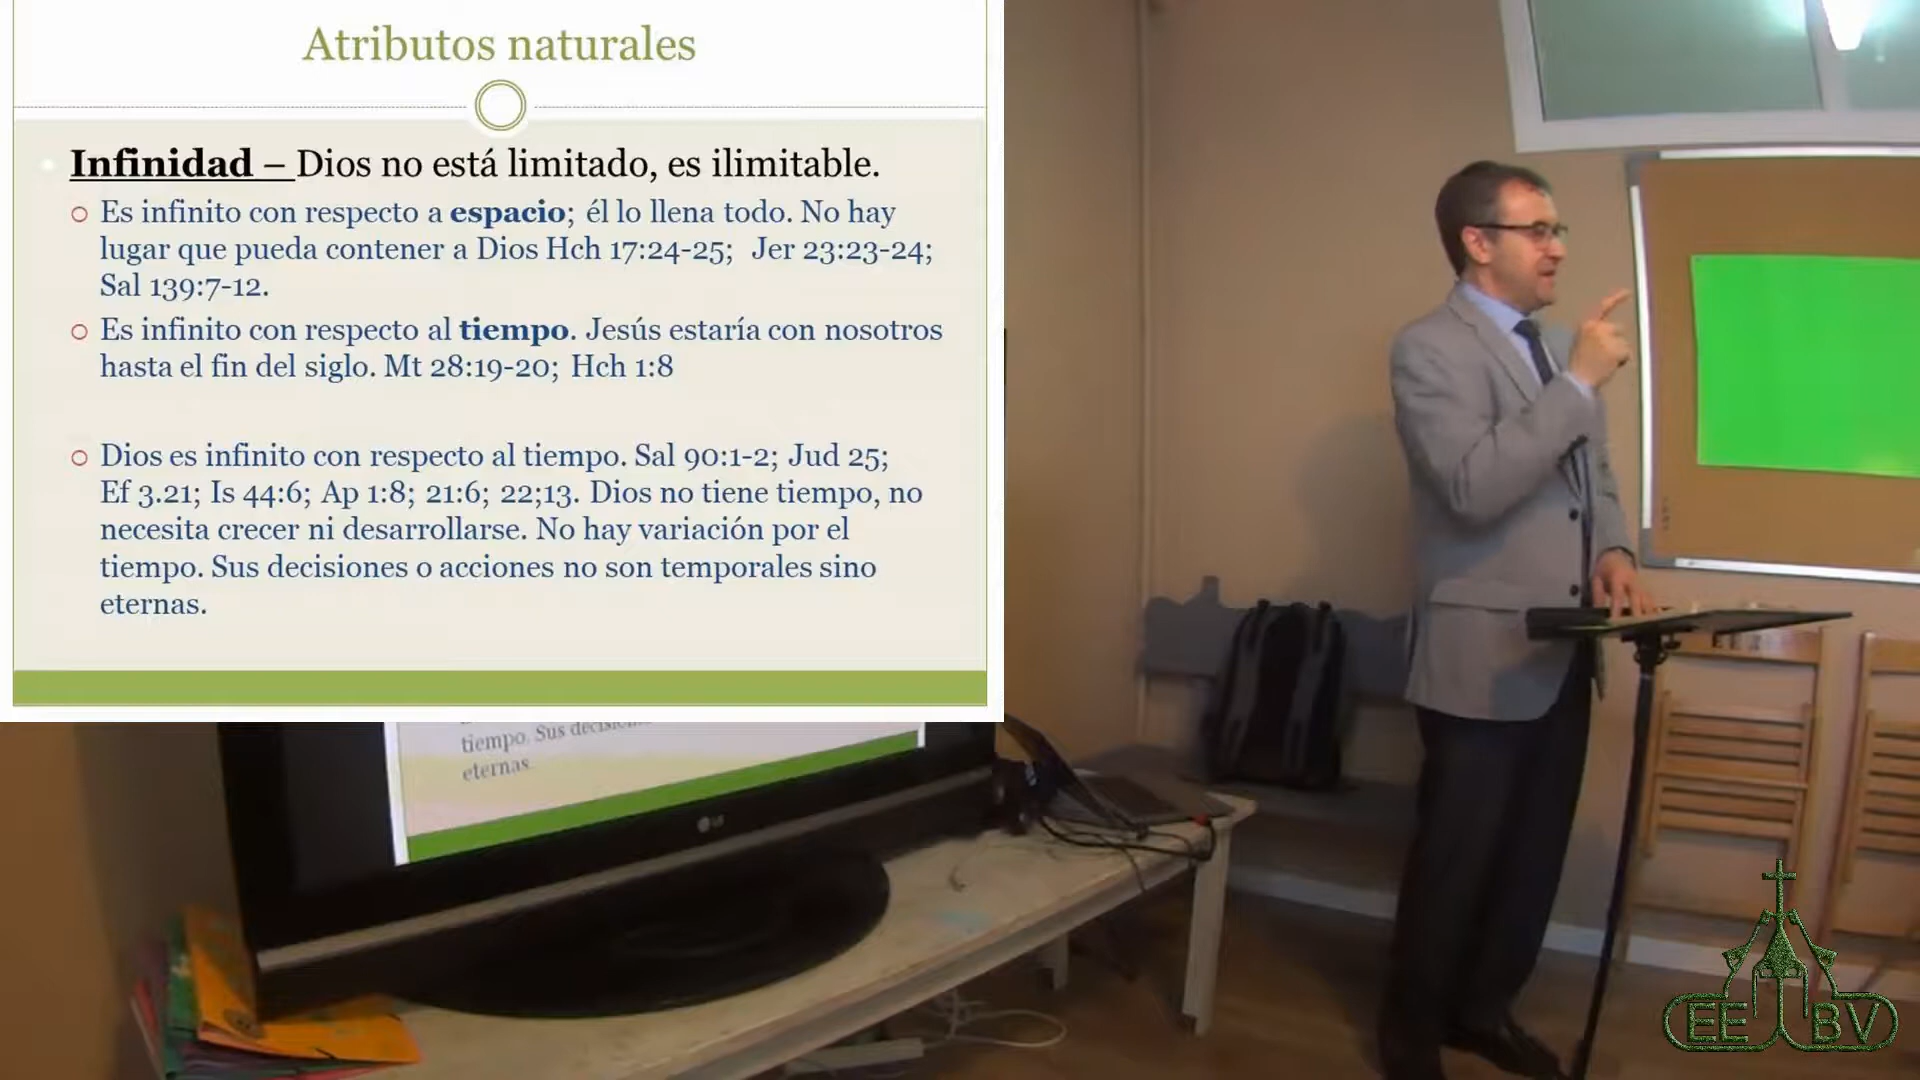 Atributos naturales
Infinidad – Dios no está limitado, es ilimitable.
Es infinito con respecto a espacio; él lo llena todo. No hay
lugar que pueda contener a Dios Hch 17:24-25; Jer 23:23-24;
Sal 139:7-12.
Es infinito con respecto al tiempo. Jesús estaría con nosotros
hasta el fin del siglo. Mt 28:19-20; Hch 1:8
Dios es infinito con respecto al tiempo. Sal 90:1-2; Jud 25;
Ef 3.21; Is 44:6; Ap 1:8; 21:6; 22;13. Dios no tiene tiempo, no
necesita crecer ni desarrollarse. No hay variación por el
tiempo. Sus decisiones o acciones no son temporales sino
eternas.
tiempo. Sus
eternas.
LG
EE BV